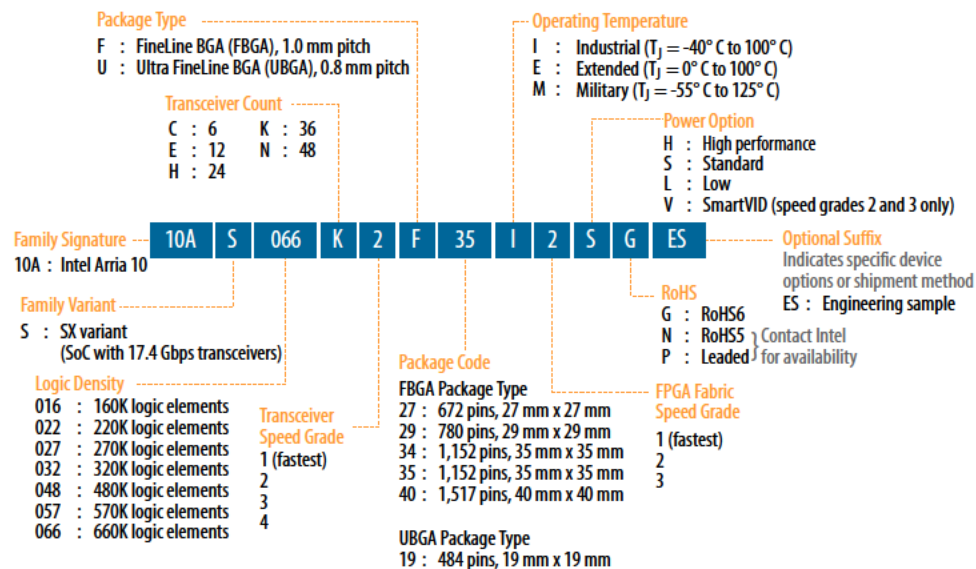 Package Type
F : FineLine BGA (FBGA), 1.0 mm pitch
U : Ultra FineLine BGA (UBGA), 0.8 mm pitch
Operating Temperature
I : Industrial (TJ = -40° C to 100° C)
E : Extended (TJ = 0° C to 100° C)
M : Military (TJ = -55° C to 125° C)
Transceiver Count
C : 6 K : 36
E : 12 N : 48
H : 24
Power Option
H : High performance
S : Standard
L : Low
V : SmartVID (speed grades 2 and 3 only)
Family Signature
10A : Intel Arria 10
10A S 066 K 2 F 35 I 2 S G ES
Optional Suffix
Indicates specific device
options or shipment method
ES : Engineering sample
Family Variant
S : SX variant
(SoC with 17.4 Gbps transceivers)
RoHS
G : RoHS6
N : RoHS5
P : Leaded
Contact Intel
for availability
Logic Density
016 : 160K logic elements
022 : 220K logic elements
027 : 270K logic elements
032 : 320K logic elements
048 : 480K logic elements
057 : 570K logic elements
066 : 660K logic elements
Transceiver
Speed Grade
1 (fastest)
2
3
4
Package Code
FBGA Package Type
27 : 672 pins, 27 mm x 27 mm
29 : 780 pins, 29 mm x 29 mm
34 : 1,152 pins, 35 mm x 35 mm
35 : 1,152 pins, 35 mm x 35 mm
40 : 1,517 pins, 40 mm x 40 mm
UBGA Package Type
19 : 484 pins, 19 mm x 19 mm
FPGA Fabric
Speed Grade
1 (fastest)
2
3